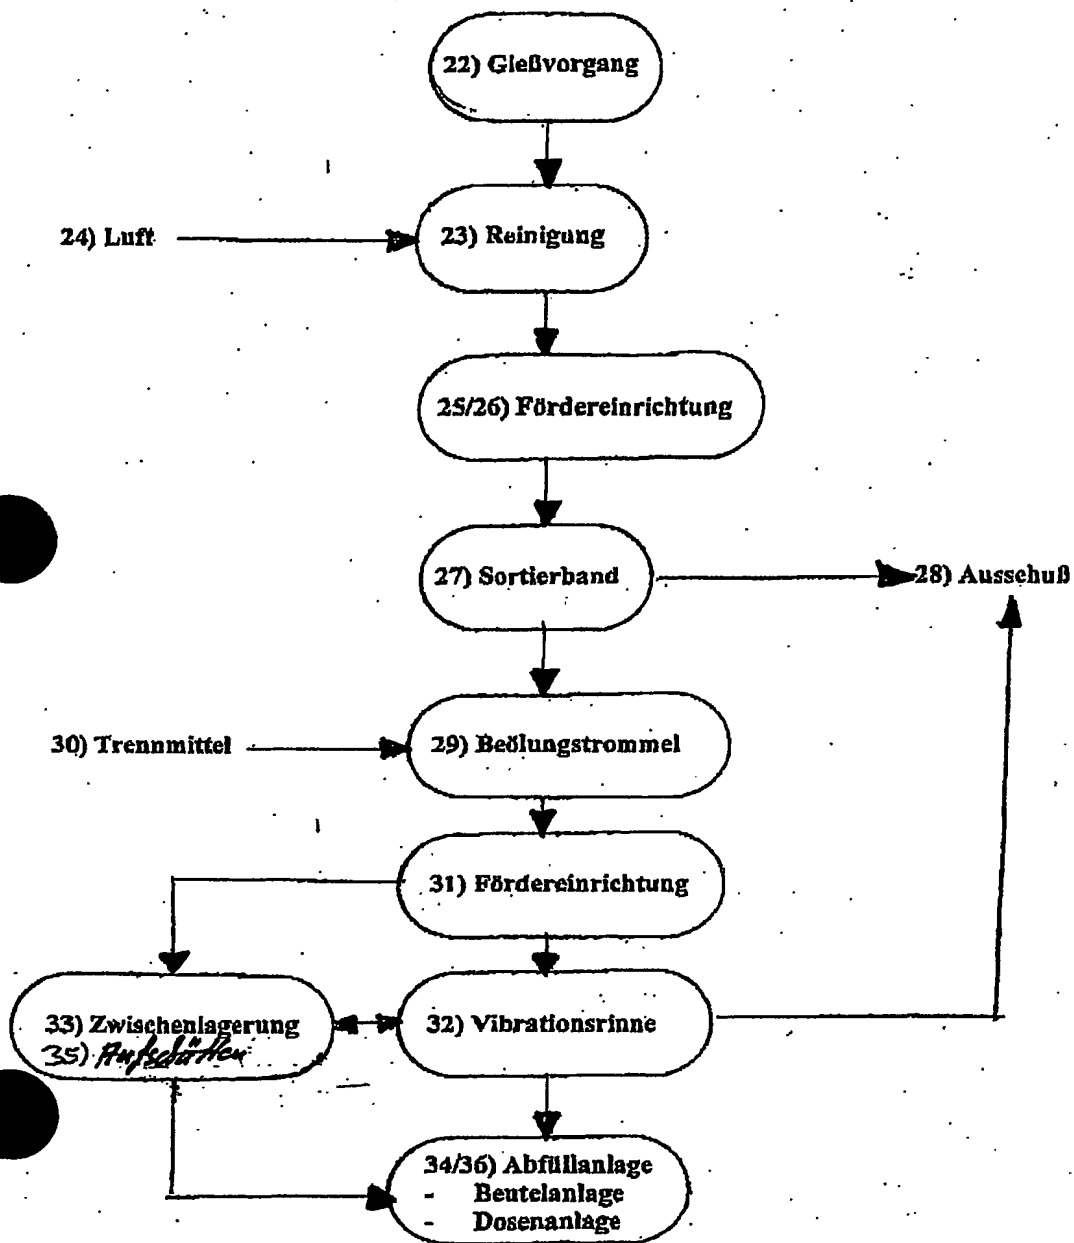 22) Gießvorgang
24) Luft
23) Reinigung
25/26) Fördereinrichtung
27) Sortierband
28) Ausschuß
30) Trennmittel
29) Beölungstrommel
31) Fördereinrichtung
33) Zwischenlagerung
35) Aufschütten
32) Vibrationsrinne
34/36) Abfüllanlage
- Beutelanlage
- Dosenanlage